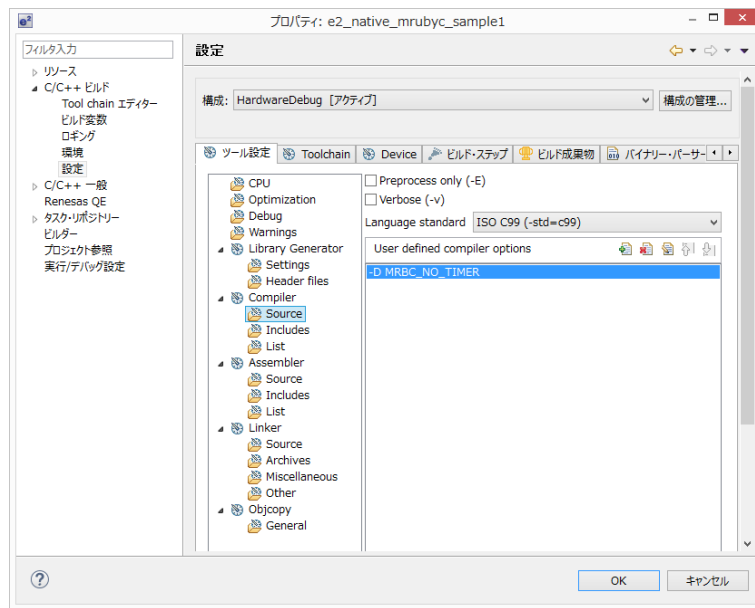 e²
プロパティ: e2_native_mrubyc_sample1
フィルタ入力
リソース
C/C++ ビルド
Tool chain エディター
ビルド変数
ロギング
環境
設定
C/C++ 一般
Renesas QE
タスク・リポジトリー
ビルダー
プロジェクト参照
実行/デバッグ設定
設定
構成: HardwareDebug [アクティブ]
構成の管理...
ツール設定 Toolchain Device ビルド・ステップ ビルド成果物 バイナリー・パーサー
CPU
Optimization
Debug
Warnings
Library Generator
Settings
Header files
Compiler
Source
Includes
List
Assembler
Source
Includes
List
Linker
Source
Archives
Miscellaneous
Other
Objcopy
General
Preprocess only (-E)
Verbose (-v)
Language standard ISO C99 (-std=c99)
User defined compiler options
-D MRBC_NO_TIMER
?
OK
キャンセル